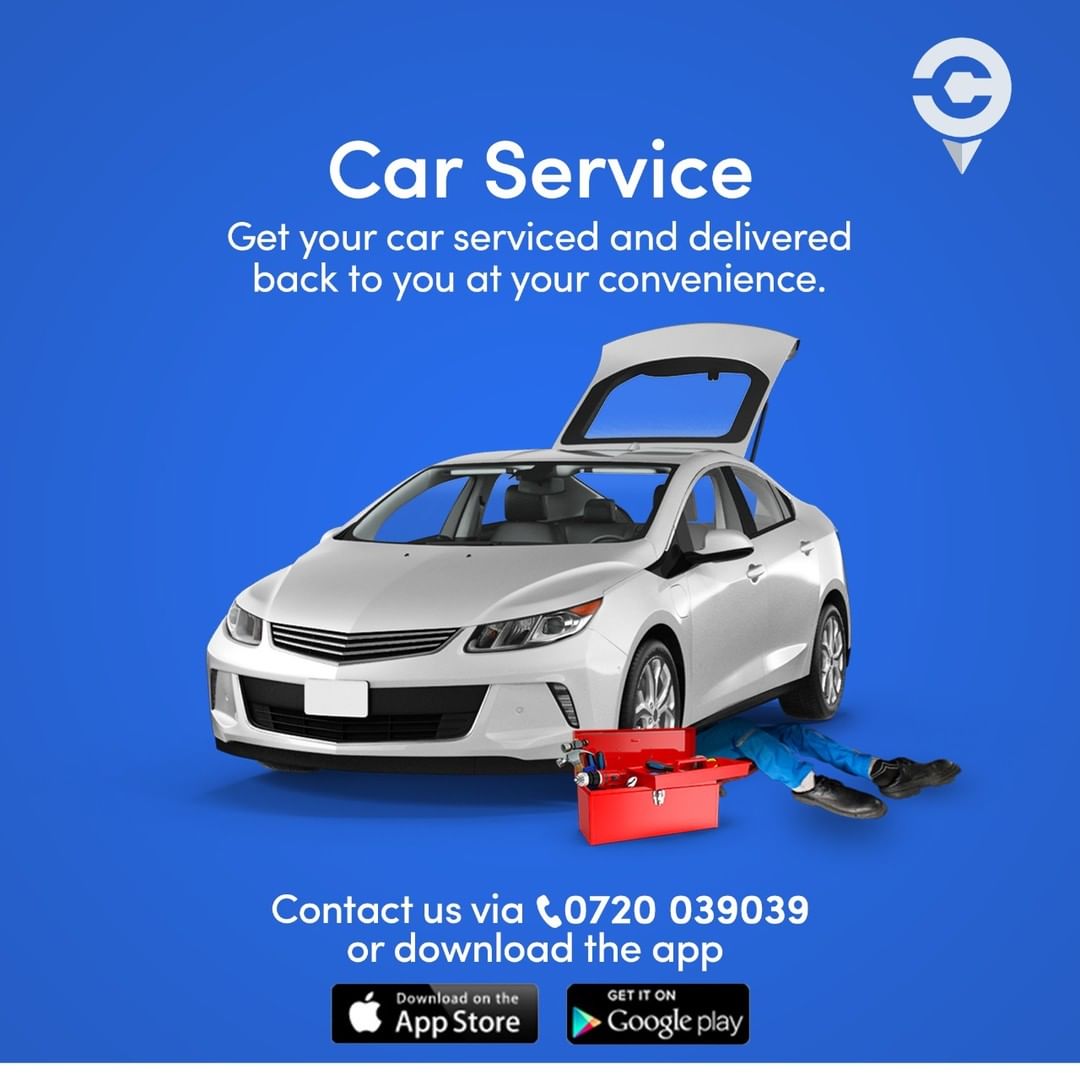 Car Service
Get your car serviced and delivered
back to you at your convenience.
Contact us via 0720 039039
or download the app
Download on the
App Store
GET IT ON
Google play